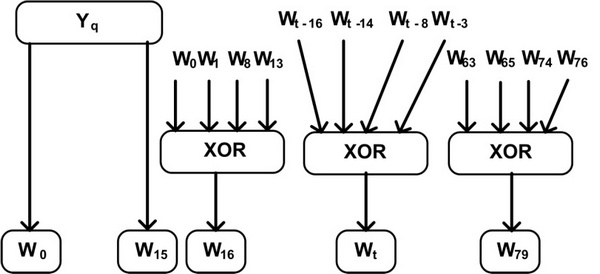 Yq
Wt-16 Wt-14 Wt-8 Wt-3
W0 W1 W8 W13
W63 W65 W74 W76
XOR XOR XOR
W0 W15 W16 Wt W79